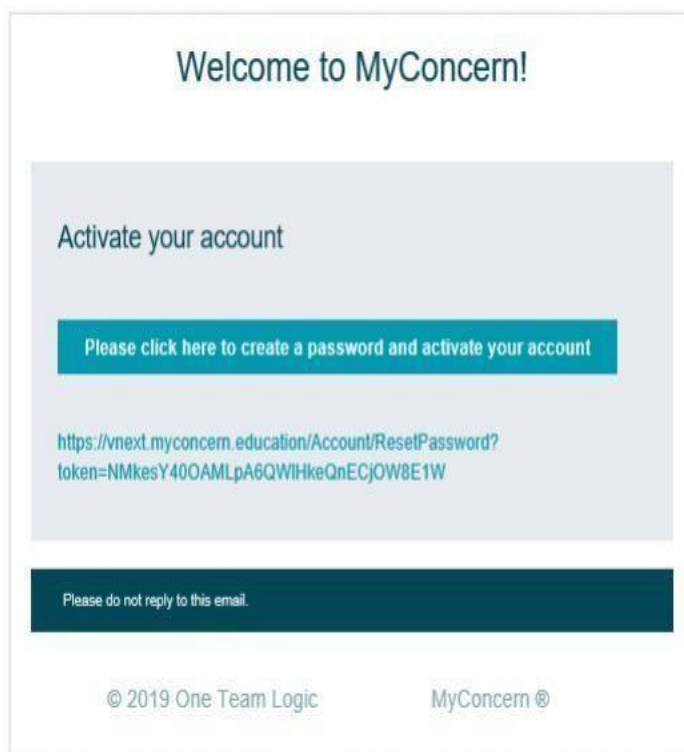 Welcome to MyConcern!
Activate your account
Please click here to create a password and activate your account
https://vnext.myconcern.education/Account/ResetPassword?
token=NMkesY40OAMLpA6QWIHkeQnECjOW8E1W
Please do not reply to this email.
© 2019 One Team Logic MyConcern ®